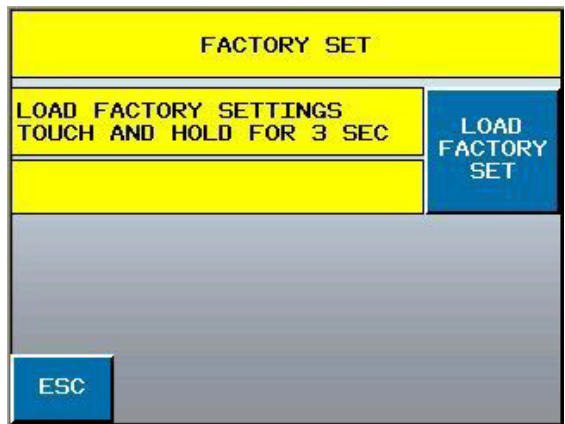 FACTORY SET
LOAD FACTORY SETTINGS
TOUCH AND HOLD FOR 3 SEC
LOAD
FACTORY
SET
ESC